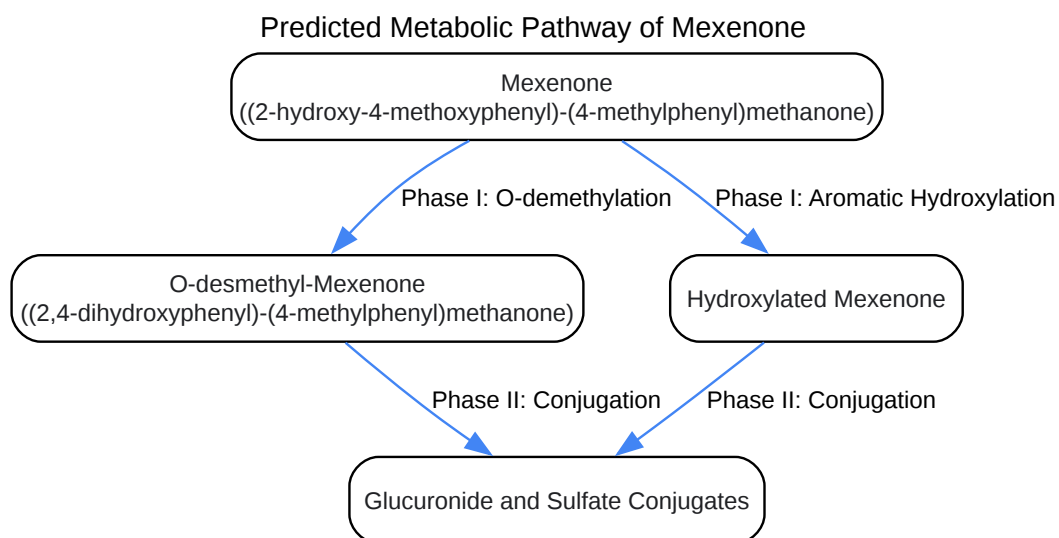 Predicted Metabolic Pathway of Mexenone
Mexenone
((2-hydroxy-4-methoxyphenyl)-(4-methylphenyl)methanone)
Phase I: O-demethylation
Phase I: Aromatic Hydroxylation
O-desmethyl-Mexenone
((2,4-dihydroxyphenyl)-(4-methylphenyl)methanone)
Hydroxylated Mexenone
Phase II: Conjugation
Phase II: Conjugation
Glucuronide and Sulfate Conjugates